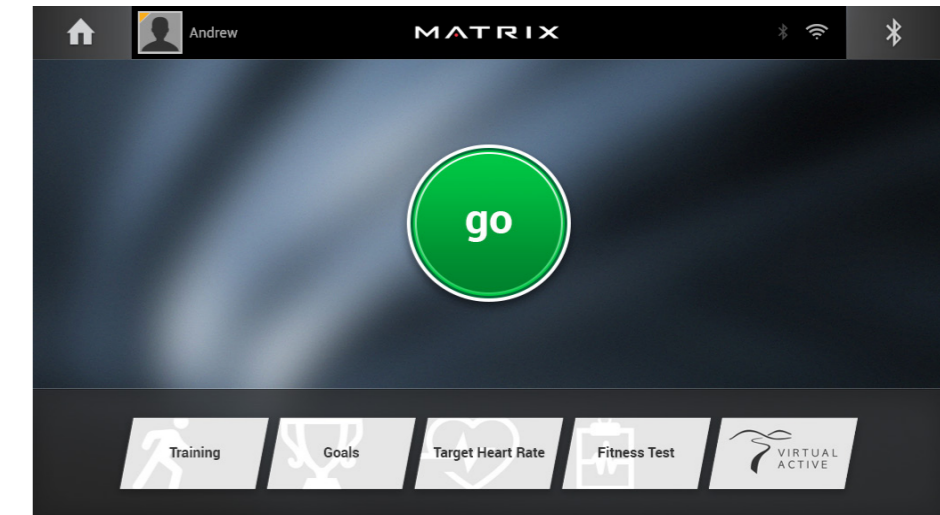 Andrew
MATRIX
go
Training
Goals
Target Heart Rate
Fitness Test
VIRTUAL
ACTIVE